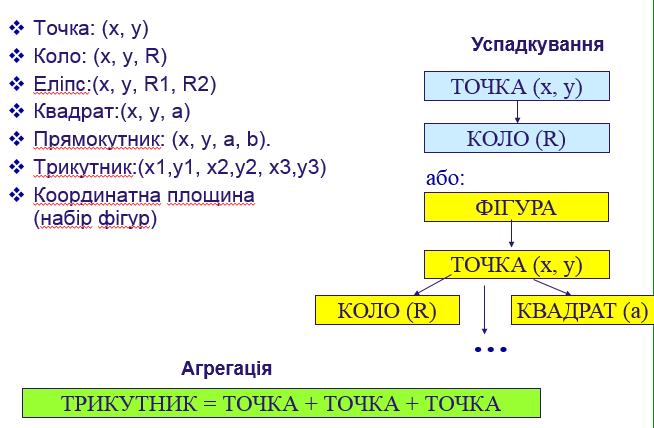 Точка: (x, y)
Коло: (x, y, R)
Еліпс:(x, y, R1, R2)
Квадрат:(x, y, a)
Прямокутник: (x, y, a, b).
Трикутник:(x1,y1, x2,y2, x3,y3)
Координатна площина
(набір фігур)
Успадкування
ТОЧКА (x, y)
КОЛО (R)
або:
ФІГУРА
ТОЧКА (x, y)
КОЛО (R)
КВАДРАТ (a)
...
Агрегація
ТРИКУТНИК = ТОЧКА + ТОЧКА + ТОЧКА